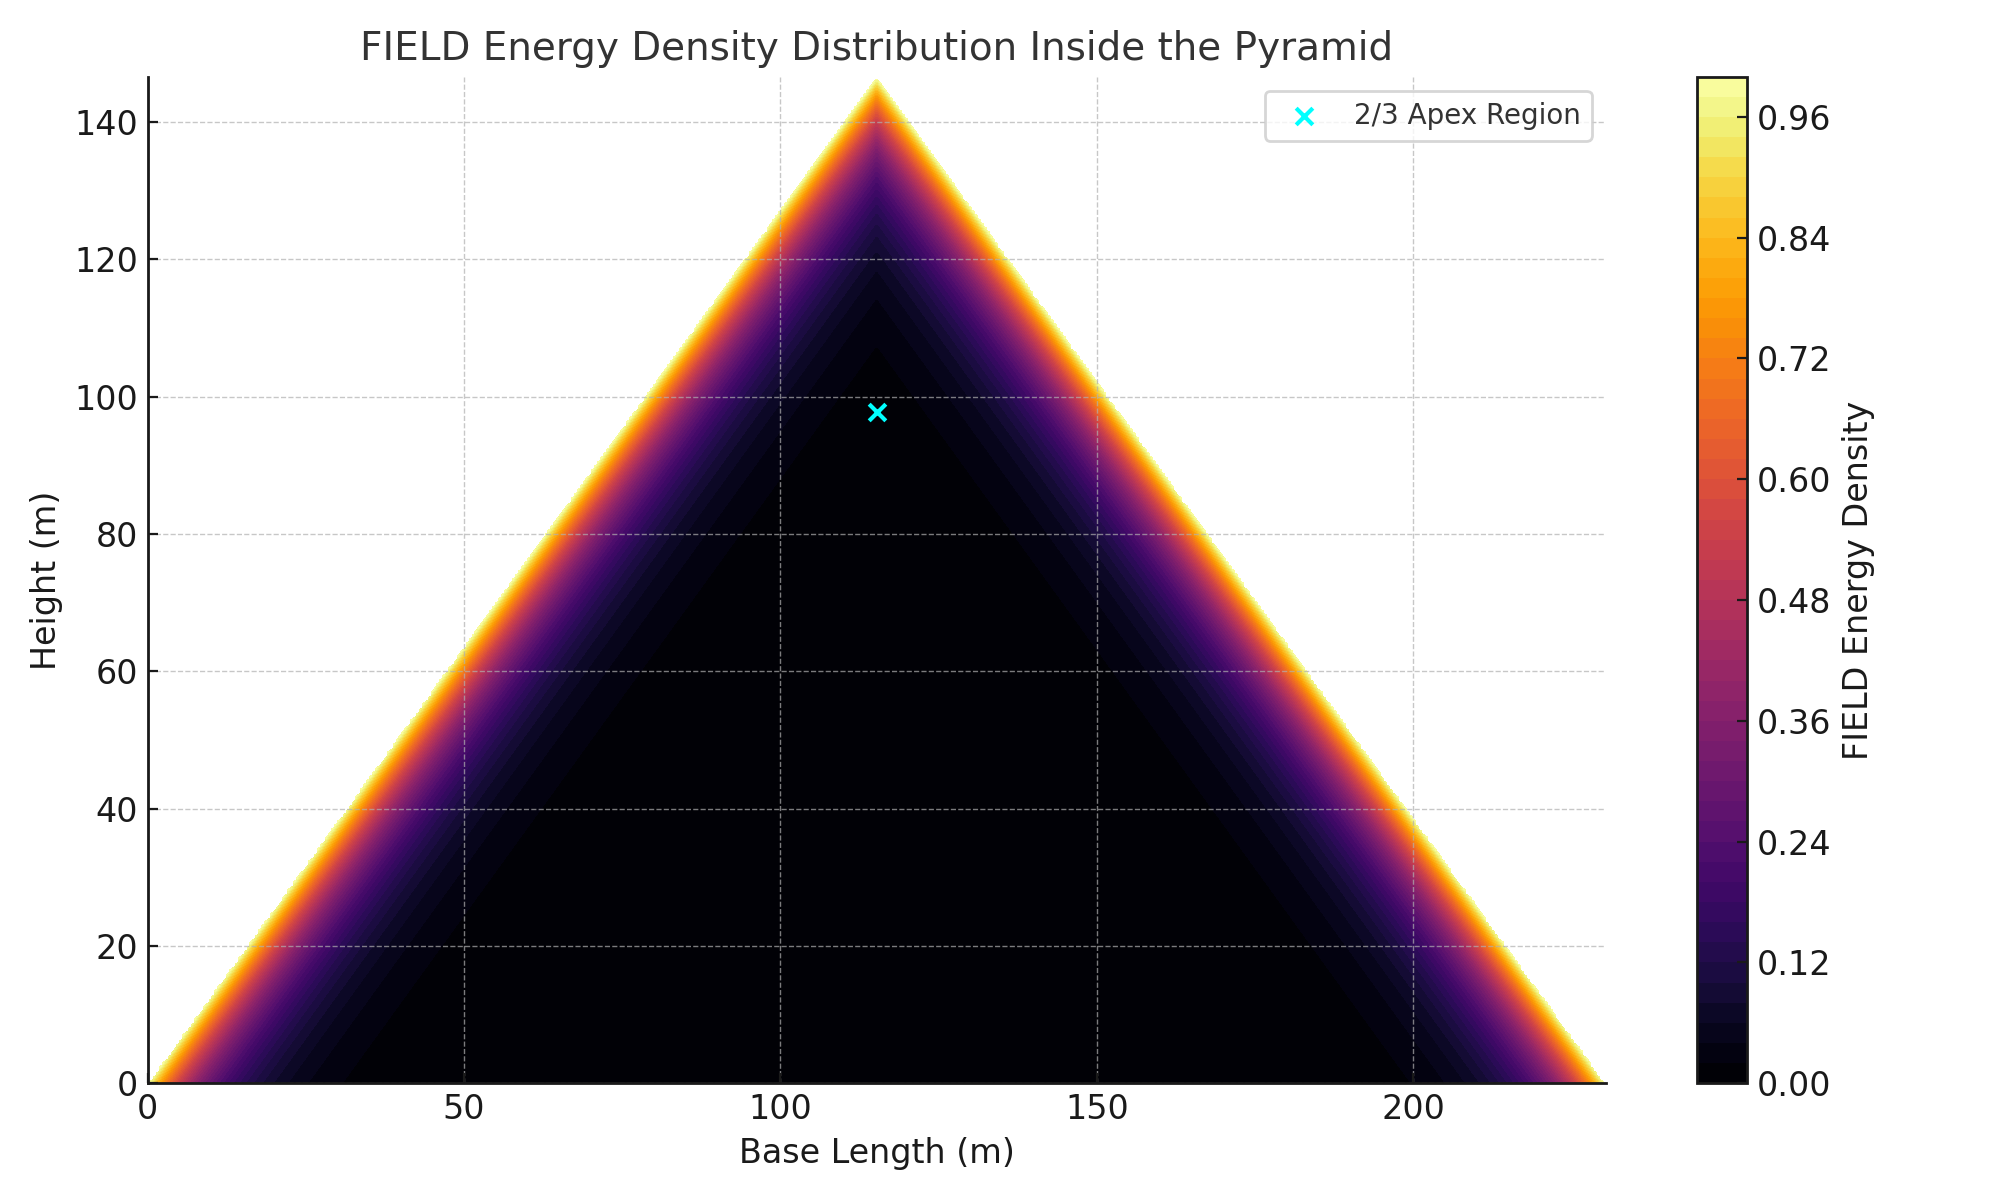 FIELD Energy Density Distribution Inside the Pyramid
2/3 Apex Region
Height (m)
140
120
100
80
60
40
20
0
0 50 100 150 200
Base Length (m)
0.96
0.84
0.72
0.60
0.48
0.36
0.24
0.12
0.00
FIELD Energy Density